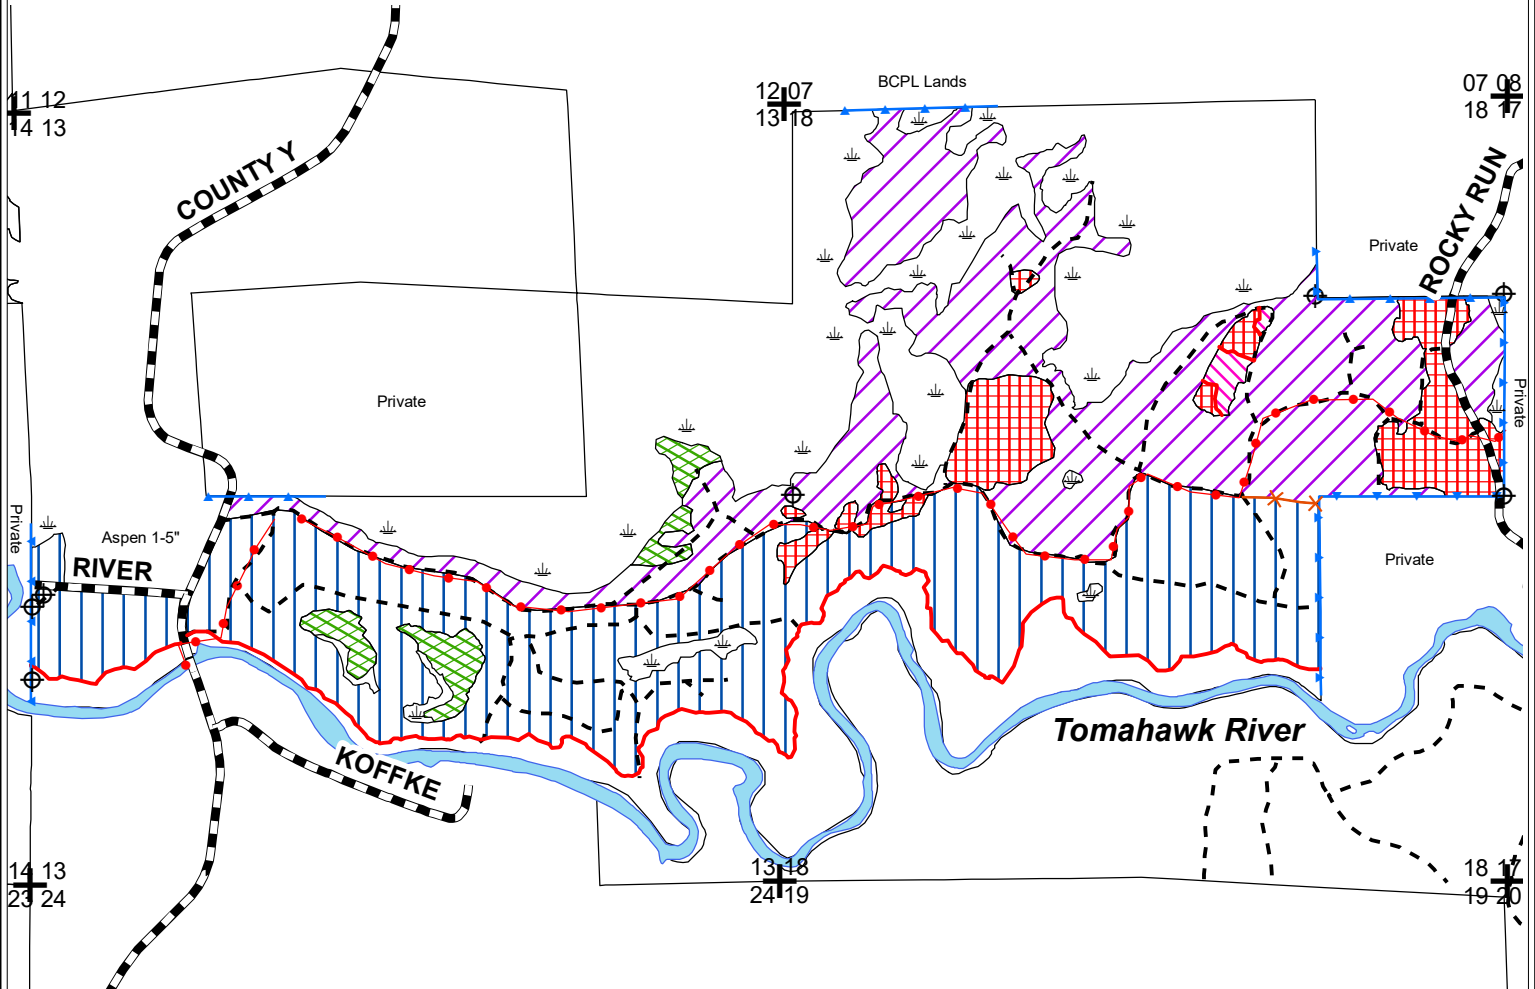 BCPL Lands
11 12
14 13
12 07
13 18
07 08
18 17
COUNTY Y
ROCKY RUN
Private
Private
Private
Private
Aspen 1-5"
RIVER
Private
Tomahawk River
KOFFKE
14 13
23 24
13 18
24 19
18 17
19 20